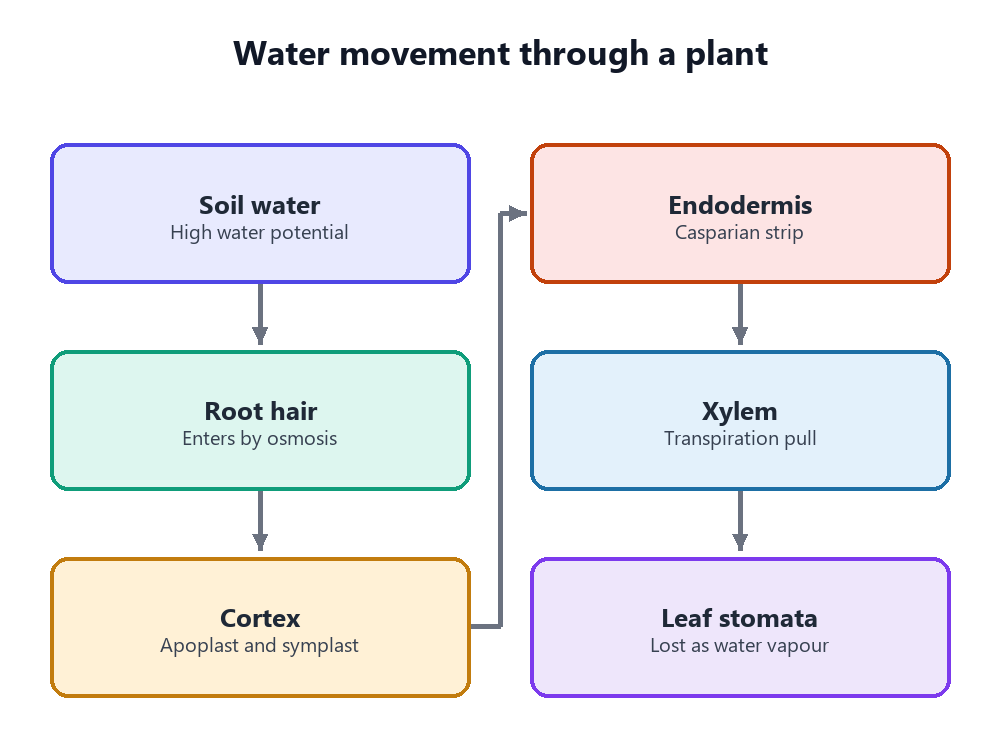 Water movement through a plant
Soil water
High water potential
Root hair
Enters by osmosis
Cortex
Apoplast and symplast
Endodermis
Casparian strip
Xylem
Transpiration pull
Leaf stomata
Lost as water vapour